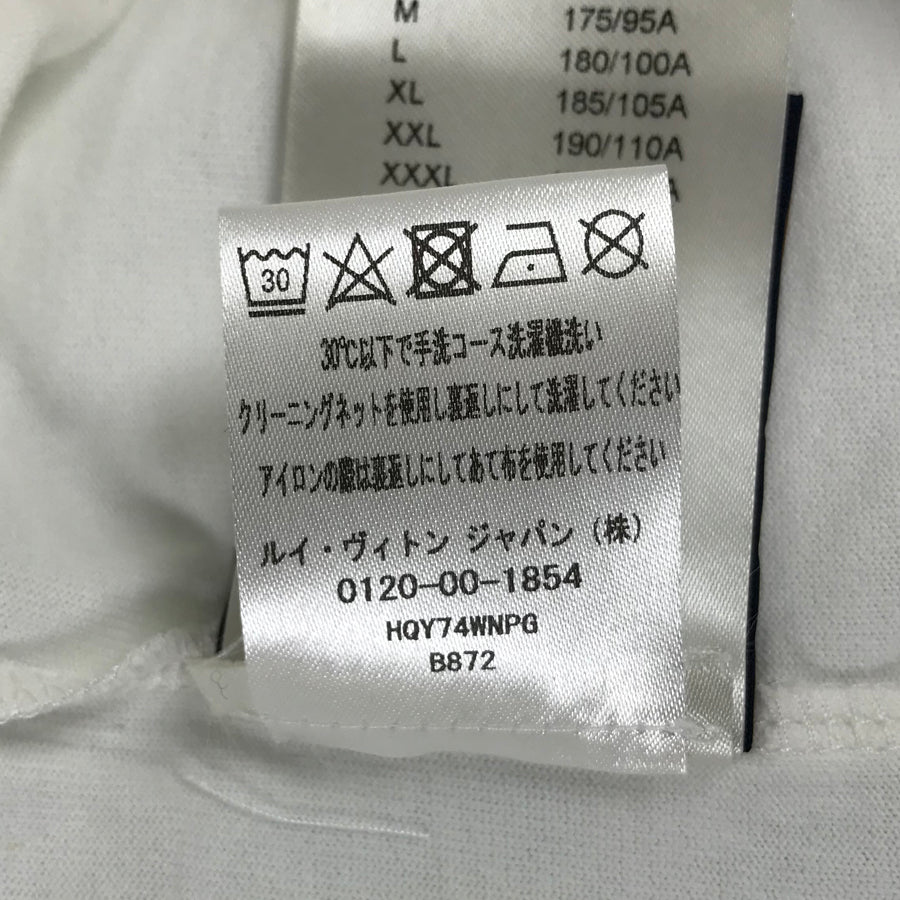 M 175/95A
L 180/100A
XL 185/105A
XXL 190/110A
XXXL
30
30℃以下で手洗コース洗濯機洗い
クリーニングネットを使用し裏返しにして洗濯してください
アイロンの際は裏返しにしてあて布を使用してください
ルイ・ヴィトン ジャパン (株)
0120-00-1854
HQY74WNPG
B872